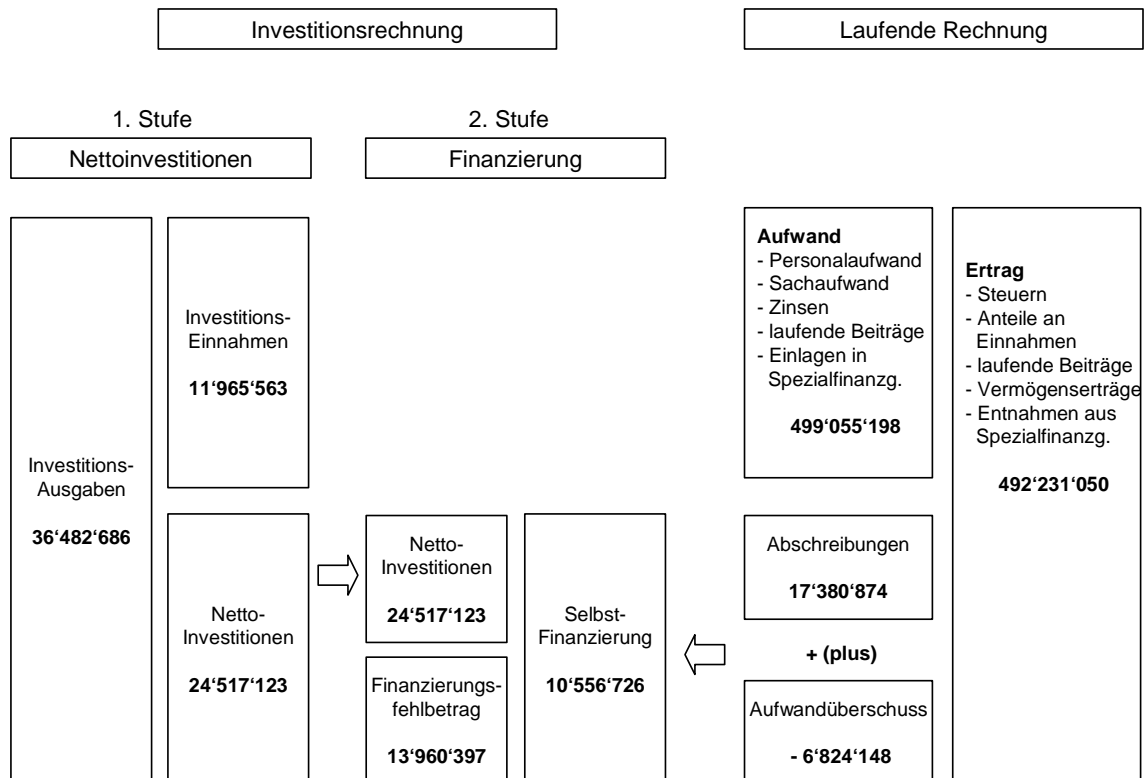 Investitionsrechnung
Laufende Rechnung
1. Stufe
2. Stufe
Nettoinvestitionen
Finanzierung
Investitions-
Ausgaben
36‘482‘686
Investitions-
Einnahmen
11‘965‘563
Netto-
Investitionen
24‘517‘123
Netto-
Investitionen
24‘517‘123
Finanzierungs-
fehlbetrag
13‘960‘397
Selbst-
Finanzierung
10‘556‘726
Aufwand
- Personalaufwand
- Sachaufwand
- Zinsen
- laufende Beiträge
- Einlagen in
Spezialfinanzg.
499‘055‘198
Abschreibungen
17‘380‘874
+ (plus)
Aufwandüberschuss
- 6‘824‘148
Ertrag
- Steuern
- Anteile an
Einnahmen
- laufende Beiträge
- Vermögenserträge
- Entnahmen aus
Spezialfinanzg.
492‘231‘050